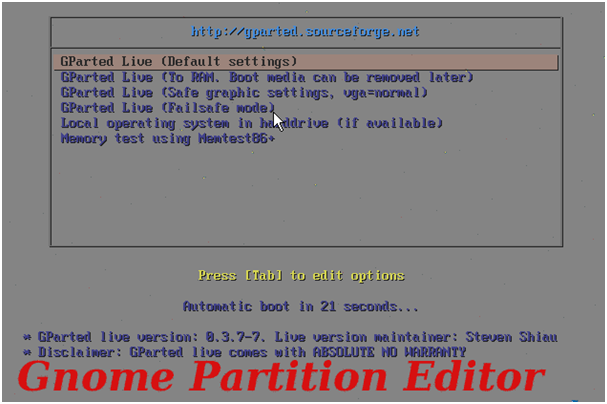 http://gparted.sourceforge.net
GParted Live (Default settings)
GParted Live (To RAM. Boot media can be removed later)
GParted Live (Safe graphic settings, vga=normal)
GParted Live (Failsafe mode)
Local operating system in harddrive (if available)
Memory test using Memtest86+
Press [Tab] to edit options
Automatic boot in 21 seconds...
* GParted live version: 0.3.7-7. Live version maintainer: Steven Shiau
* Disclaimer: GParted live comes with ABSOLUTE NO WARRANTY
Gnome Partition Editor